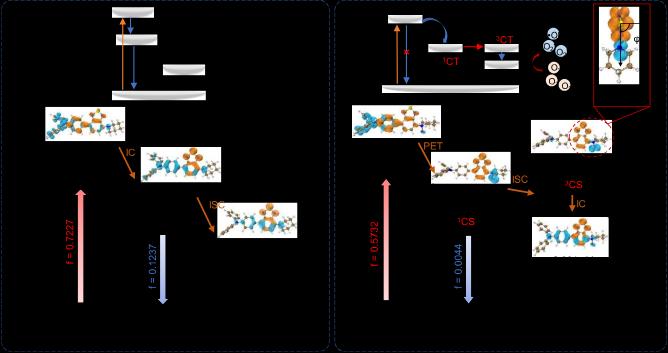 IC
ISC
f = 0.7227
f = 0.1237
³CT
¹CT
O
O
O
O
O
O
φ
PET
ISC
³CS
IC
¹CS
f = 0.5732
f = 0.0044